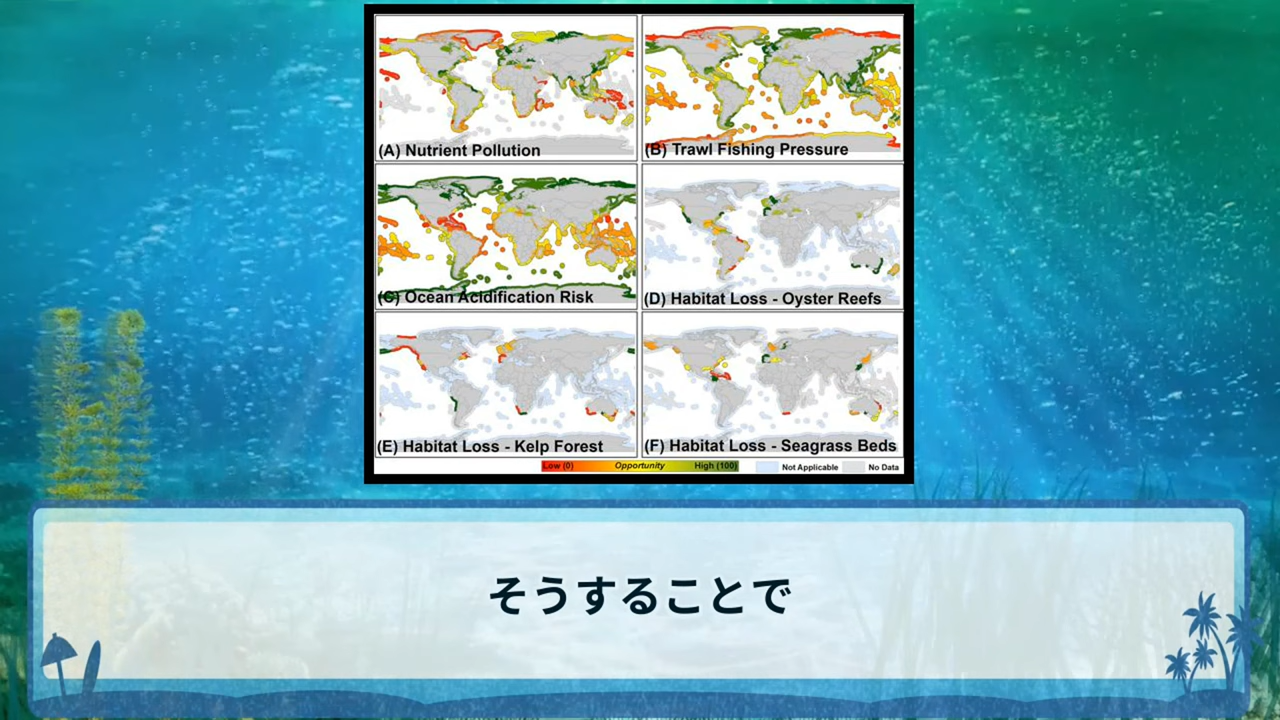 (A) Nutrient Pollution
(B) Trawl Fishing Pressure
(C) Ocean Acidification Risk
(D) Habitat Loss - Oyster Reefs
(E) Habitat Loss - Kelp Forest
(F) Habitat Loss - Seagrass Beds
Low (0) Opportunity High (100) Not Applicable No Data
そうすることで